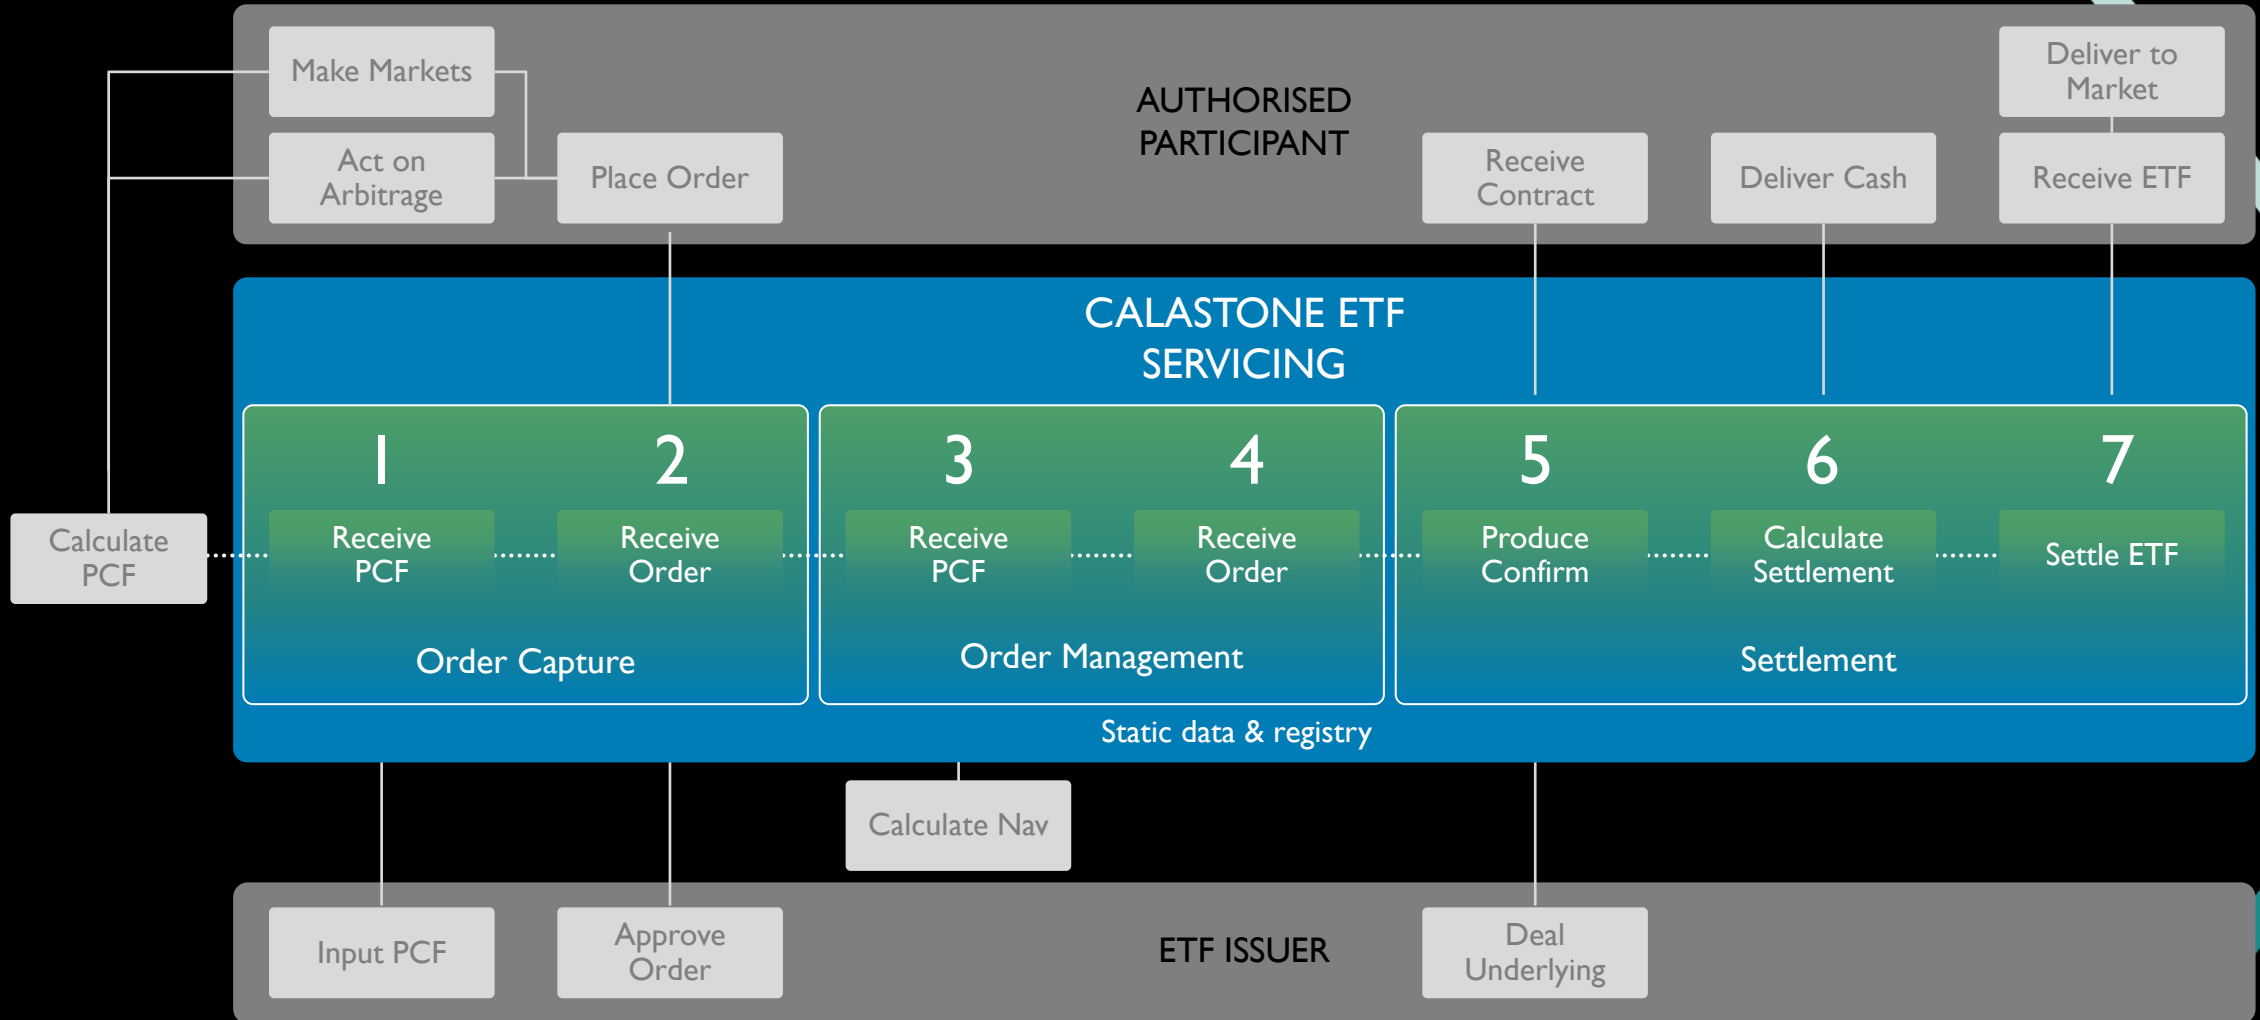 Make Markets
Act on
Arbitrage
Place Order
AUTHORISED
PARTICIPANT
Receive
Contract
Deliver Cash
Deliver to
Market
Receive ETF
CALASTONE ETF
SERVICING
1
2
3
4
5
6
7
Calculate
PCF
Receive
PCF
Receive
Order
Receive
PCF
Receive
Order
Produce
Confirm
Calculate
Settlement
Settle ETF
Order Capture
Order Management
Settlement
Static data & registry
Calculate Nav
Input PCF
Approve
Order
ETF ISSUER
Deal
Underlying